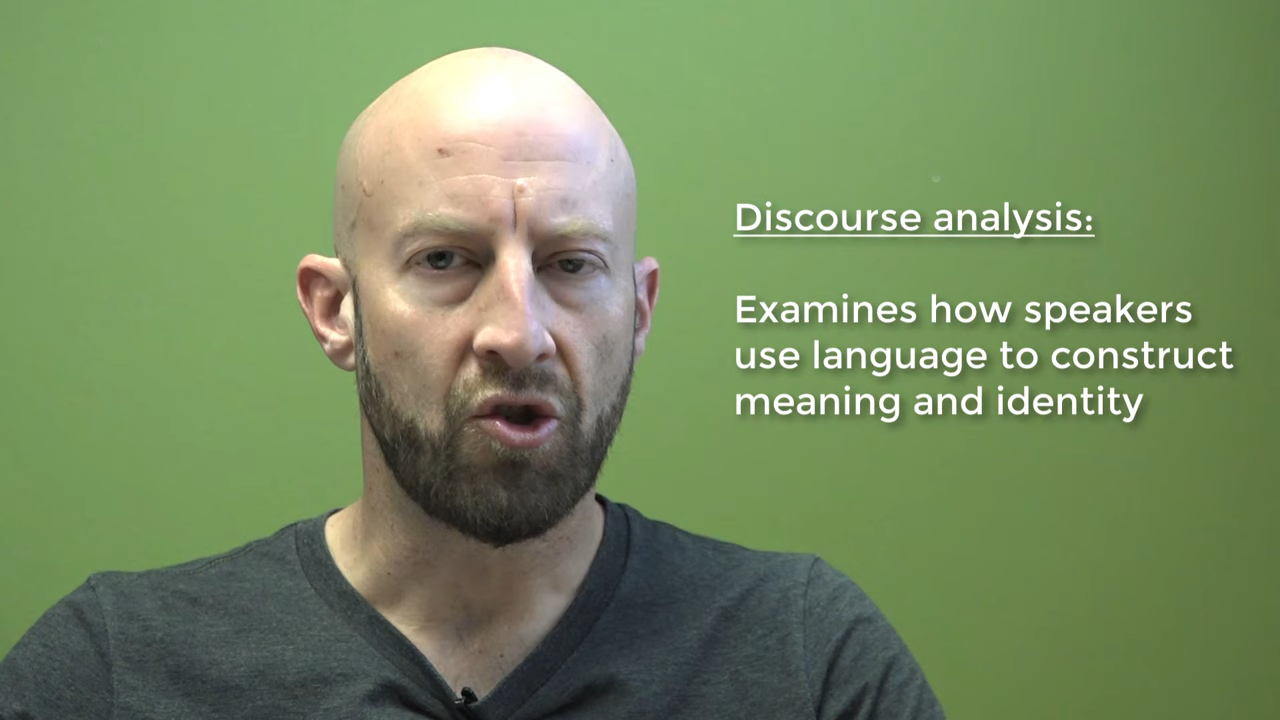 Discourse analysis:
Examines how speakers
use language to construct
meaning and identity